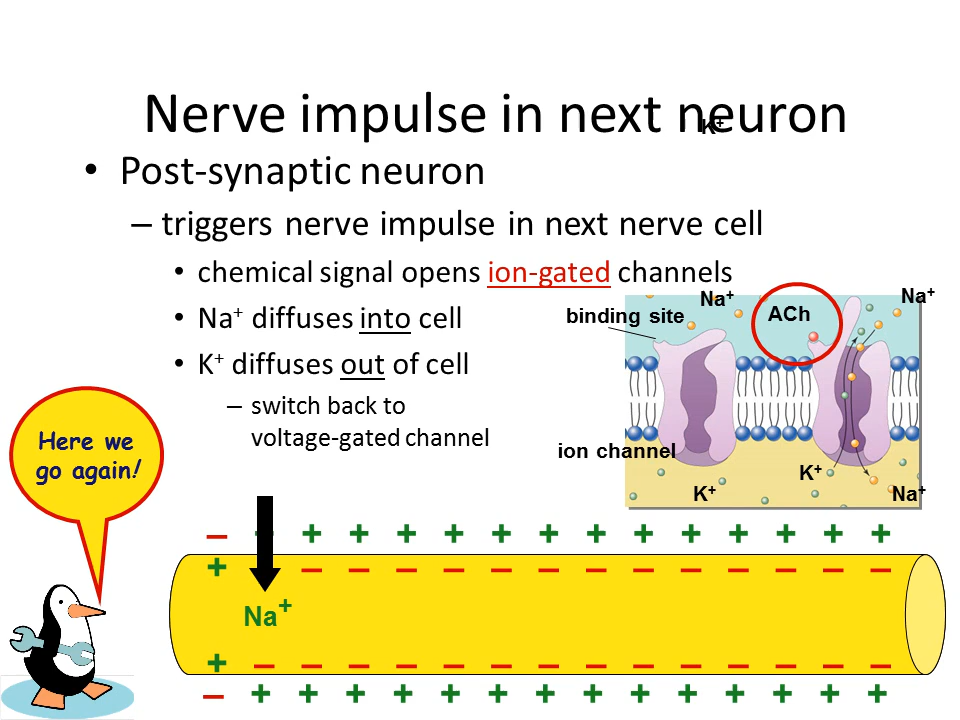 Nerve impulse in next neuron
K+
• Post-synaptic neuron
– triggers nerve impulse in next nerve cell
• chemical signal opens ion-gated channels
• Na+ diffuses into cell
• K+ diffuses out of cell
– switch back to
voltage-gated channel
binding site
Na+
ACh
Na+
ion channel
K+
K+
Na+
Here we
go again!
– + + + + + + + + + + + + + +
+ – – – – – – – – – – – – –
Na+
+ – – – – – – – – – – – – – –
– + + + + + + + + + + + + + +